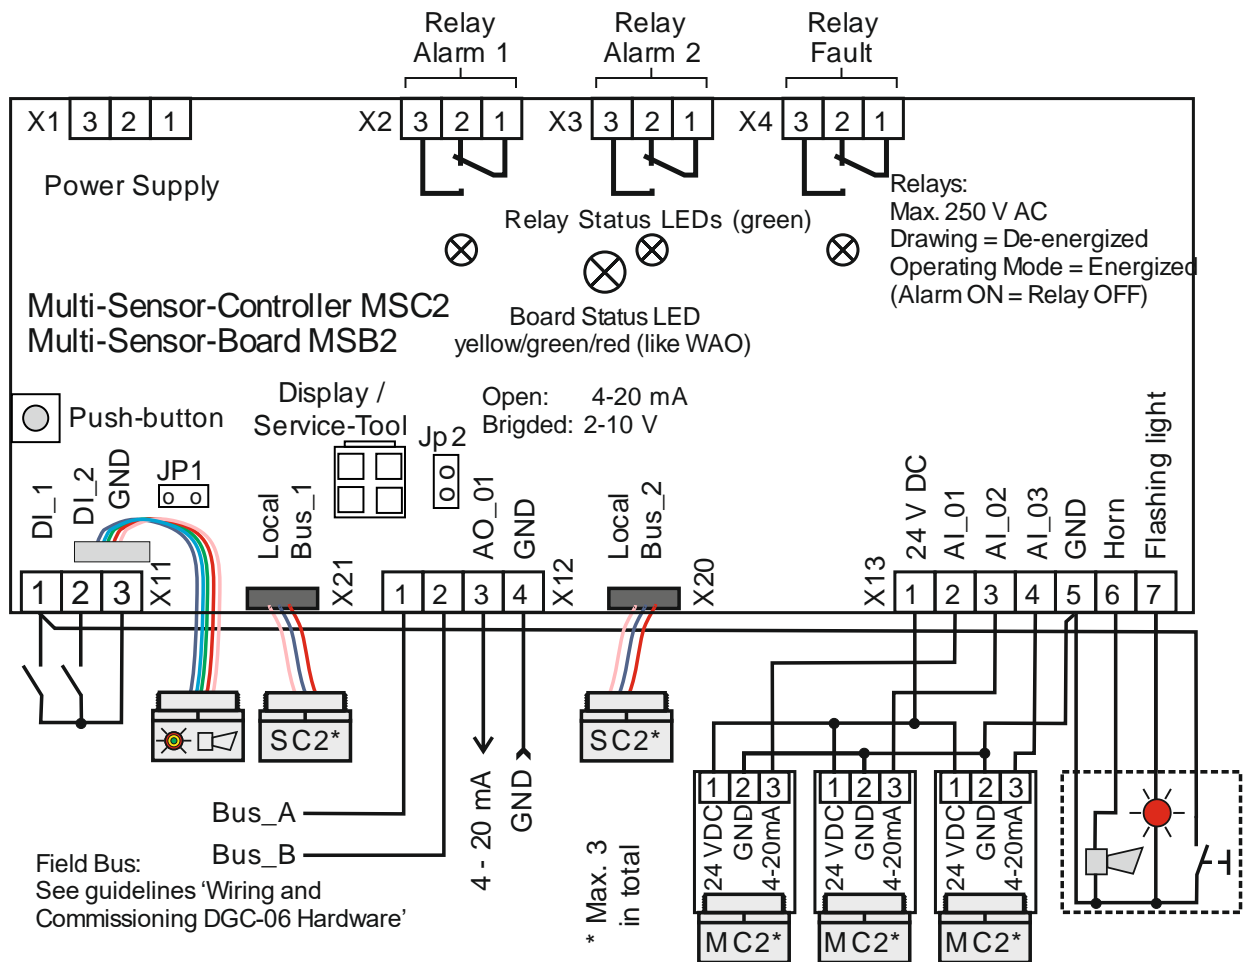 Relay
Alarm 1
Relay
Alarm 2
Relay
Fault
X1 3 2 1
X2 3 2 1
X3 3 2 1
X4 3 2 1
Power Supply
Relays:
Max. 250 V AC
Drawing = De-energized
Operating Mode = Energized
(Alarm ON = Relay OFF)
Relay Status LEDs (green)
Multi-Sensor-Controller MSC2
Multi-Sensor-Board MSB2
Board Status LED
yellow/green/red (like WAO)
Push-button
Display /
Service-Tool
Open: 4-20 mA
Brigded: 2-10 V
Jp2
JP1
DI_1
DI_2
GND
X11
1 2 3
Local
Bus_1
X21
AO_01
GND
X12
1 2 3 4
Local
Bus_2
X20
X13
24 V DC
AI_01
AI_02
AI_03
GND
Horn
Flashing light
1 2 3 4 5 6 7
SC2*
SC2*
Bus_A
Bus_B
4 - 20 mA
GND
Field Bus:
See guidelines 'Wiring and
Commissioning DGC-06 Hardware'
* Max. 3
in total
1 2 3
24 VDC
GND
4-20mA
MC2*
1 2 3
24 VDC
GND
4-20mA
MC2*
1 2 3
24 VDC
GND
4-20mA
MC2*